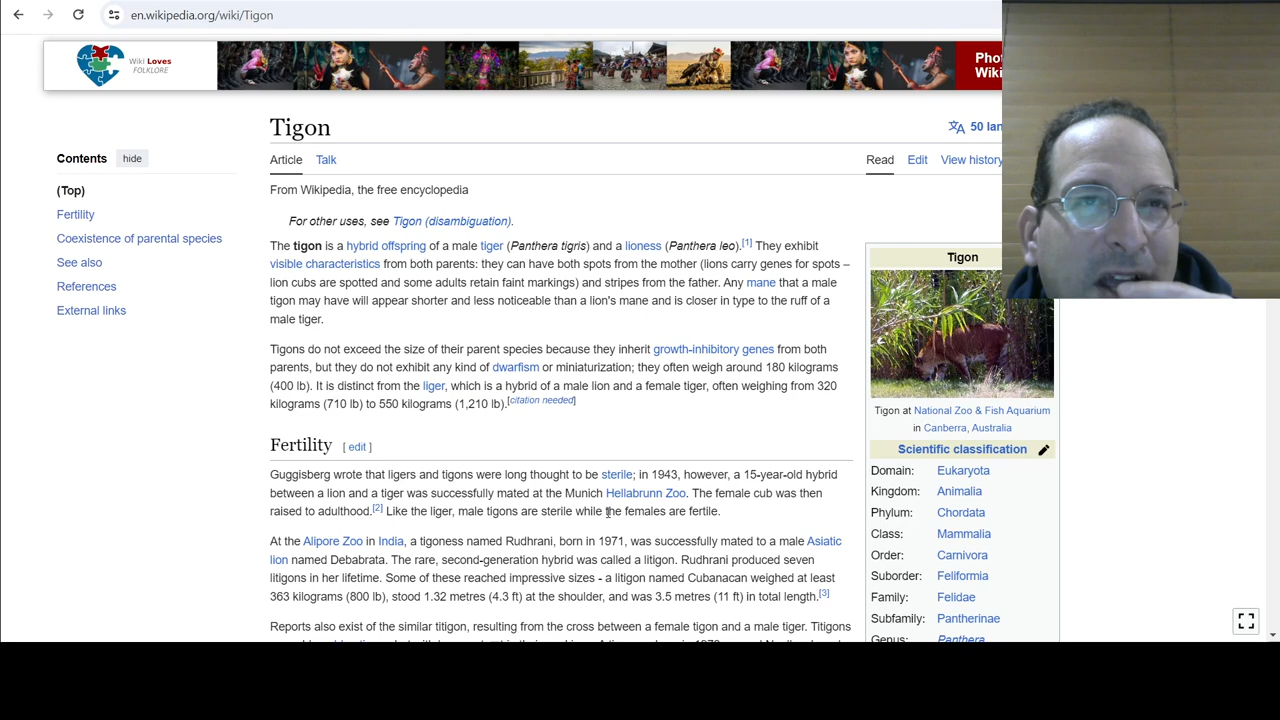 en.wikipedia.org/wiki/Tigon
Wiki Loves
FOLKLORE
Pho
Wiki
Tigon
50 lan
Contents hide
Article Talk
Read Edit View history
(Top)
From Wikipedia, the free encyclopedia
Fertility
For other uses, see Tigon (disambiguation).
Coexistence of parental species
See also
References
External links
The tigon is a hybrid offspring of a male tiger (Panthera tigris) and a lioness (Panthera leo).[1] They exhibit
visible characteristics from both parents: they can have both spots from the mother (lions carry genes for spots –
lion cubs are spotted and some adults retain faint markings) and stripes from the father. Any mane that a male
tigon may have will appear shorter and less noticeable than a lion's mane and is closer in type to the ruff of a
male tiger.
Tigons do not exceed the size of their parent species because they inherit growth-inhibitory genes from both
parents, but they do not exhibit any kind of dwarfism or miniaturization; they often weigh around 180 kilograms
(400 lb). It is distinct from the liger, which is a hybrid of a male lion and a female tiger, often weighing from 320
kilograms (710 lb) to 550 kilograms (1,210 lb).[citation needed]
Fertility [ edit ]
Guggisberg wrote that ligers and tigons were long thought to be sterile; in 1943, however, a 15-year-old hybrid
between a lion and a tiger was successfully mated at the Munich Hellabrunn Zoo. The female cub was then
raised to adulthood.[2] Like the liger, male tigons are sterile while the females are fertile.
At the Alipore Zoo in India, a tigoness named Rudhrani, born in 1971, was successfully mated to a male Asiatic
lion named Debabrata. The rare, second-generation hybrid was called a litigon. Rudhrani produced seven
litigons in her lifetime. Some of these reached impressive sizes - a litigon named Cubanacan weighed at least
363 kilograms (800 lb), stood 1.32 metres (4.3 ft) at the shoulder, and was 3.5 metres (11 ft) in total length.[3]
Reports also exist of the similar titigon, resulting from the cross between a female tigon and a male tiger. Titigons
Tigon
Tigon at National Zoo & Fish Aquarium
in Canberra, Australia
Scientific classification
Domain: Eukaryota
Kingdom: Animalia
Phylum: Chordata
Class: Mammalia
Order: Carnivora
Suborder: Feliformia
Family: Felidae
Subfamily: Pantherinae
Genus: Panthera